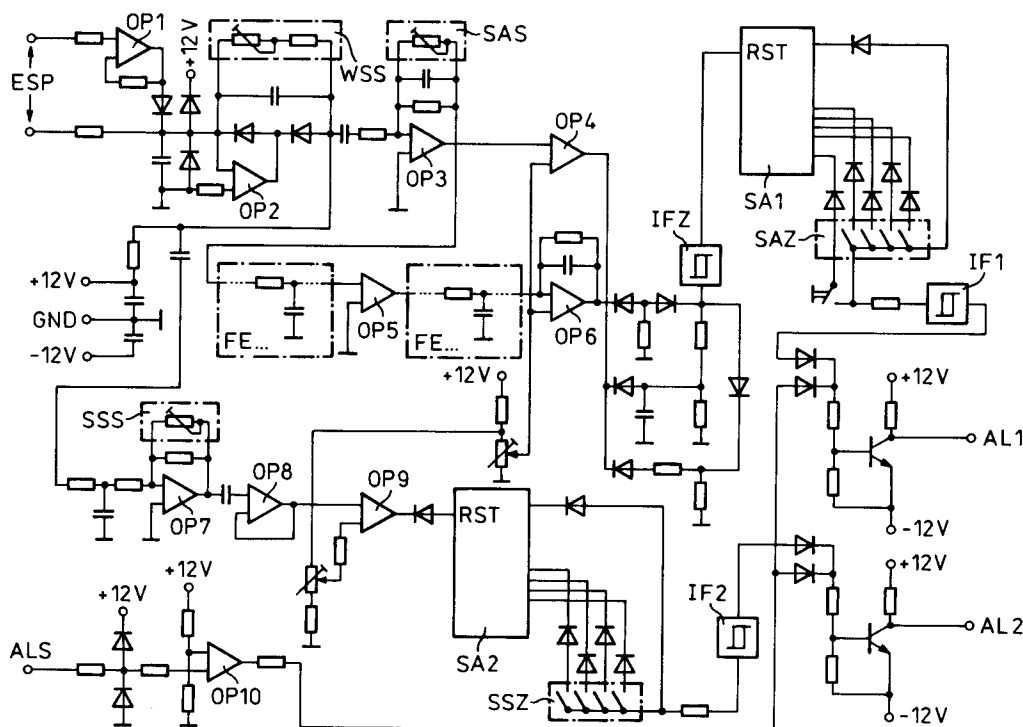 OP1
+12V
ESP
WSS
SAS
OP2
OP3
OP4
RST
SA1
SAZ
IFZ
IF1
+12V
GND
-12V
FE...
OP5
FE...
OP6
+12V
SSS
OP7
OP8
OP9
RST
SA2
SSZ
IF2
+12V
AL1
-12V
+12V
AL2
-12V
+12V
+12V
ALS
OP10